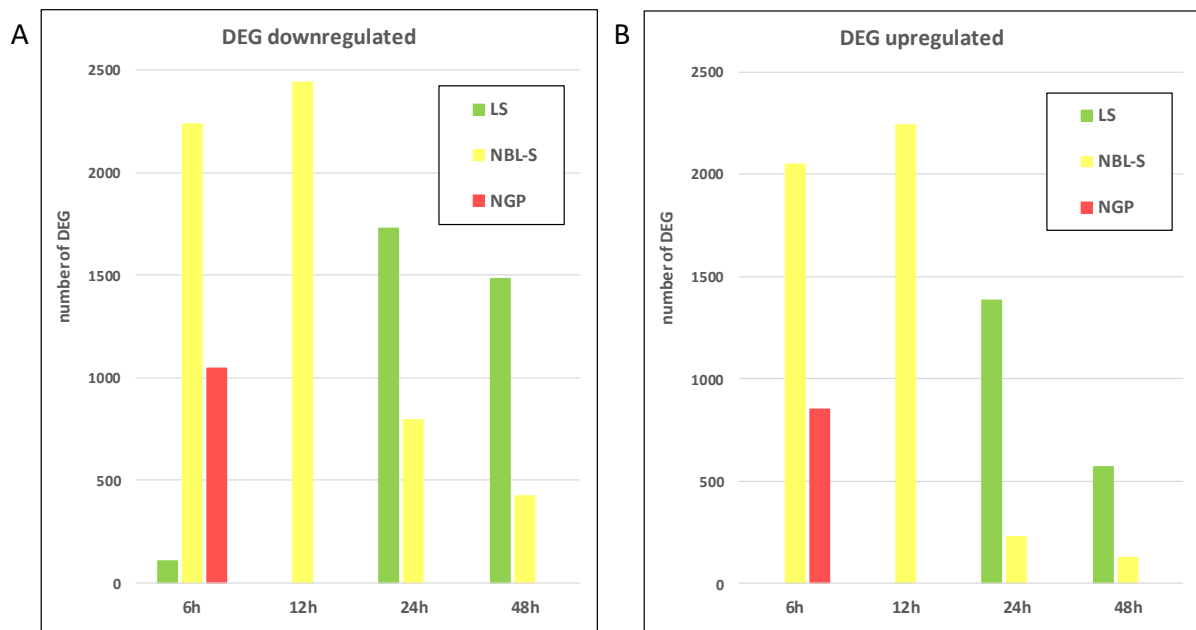 A
DEG downregulated
2500
2000
1500
1000
500
0
number of DEG
LS
NBL-S
NGP
6h 12h 24h 48h
B
DEG upregulated
2500
2000
1500
1000
500
0
number of DEG
LS
NBL-S
NGP
6h 12h 24h 48h